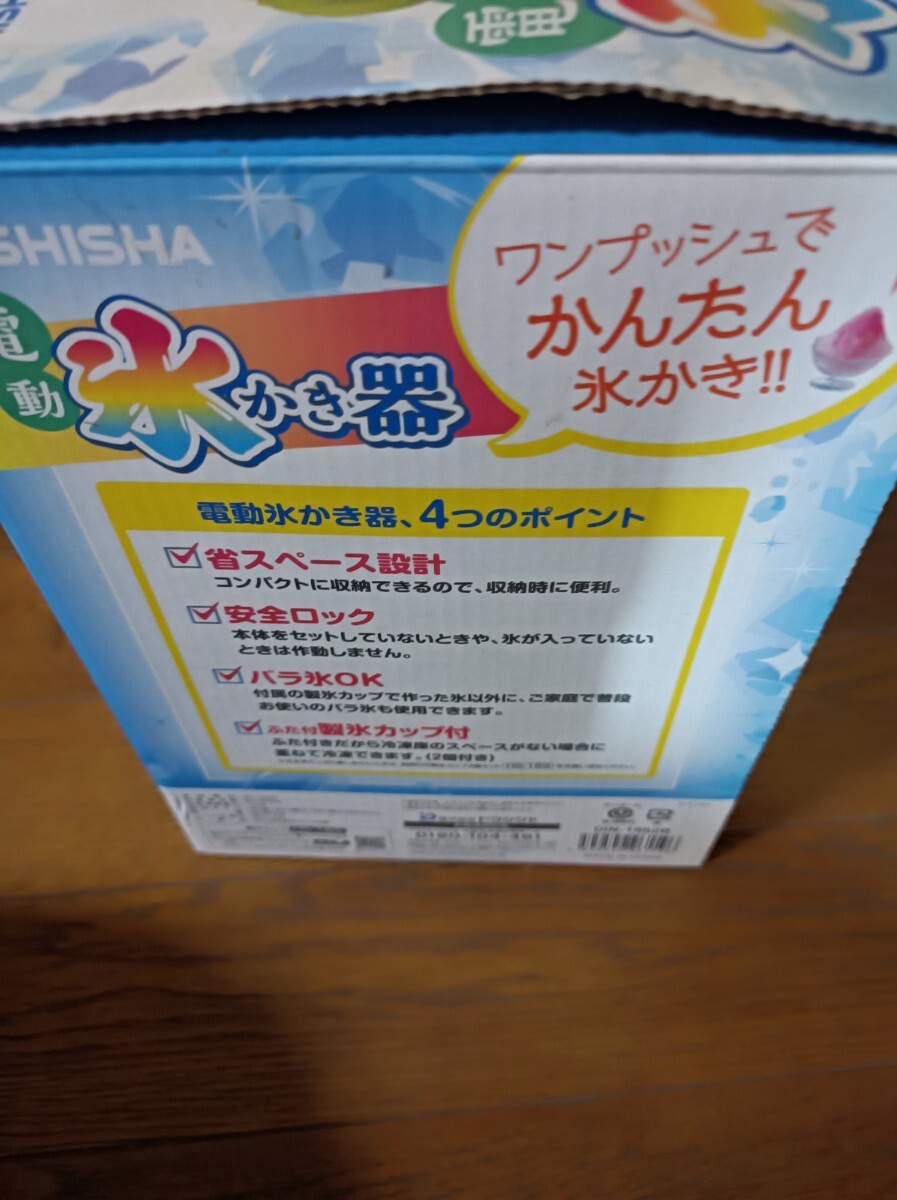 電
SHISHA
ワンプッシュで
かんたん
氷かき!!
電動
氷かき器
電動氷かき器、4つのポイント
省スペース設計
コンパクトに収納できるので、収納時に便利。
安全ロック
本体をセットしていないときや、氷が入っていない
ときは作動しません。
バラ氷OK
付属の製氷カップで作った氷以外に、ご家庭で普段
お使いのバラ氷も使用できます。
ふた付製氷カップ付
ふた付きだから冷凍庫のスペースがない場合に
重ねて冷凍できます。(2個付き)
0120-104-481